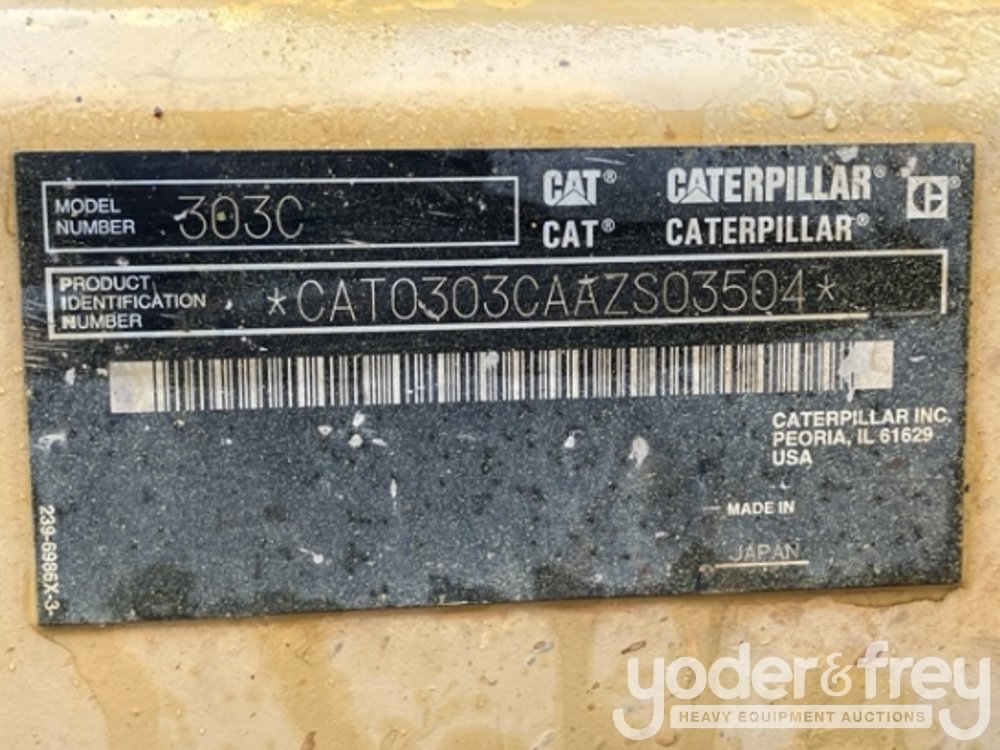 MODEL
NUMBER
303C
CAT® CATERPILLAR®
CAT® CATERPILLAR®
PRODUCT
IDENTIFICATION
NUMBER
*CAT0303CAAZS03504*
CATERPILLAR INC.
PEORIA, IL 61629
USA
MADE IN
JAPAN
239-6986X-3
yoder&frey
HEAVY EQUIPMENT AUCTIONS